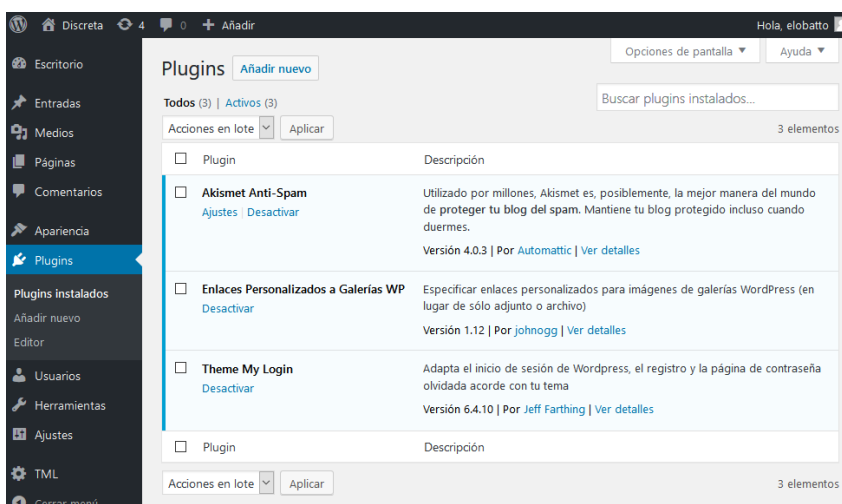 Discreta 4 0 Añadir Hola, elobatto
Escritorio
Entradas
Medios
Páginas
Comentarios
Apariencia
Plugins
Plugins instalados
Añadir nuevo
Editor
Usuarios
Herramientas
Ajustes
TML
Cerrar menú
Opciones de pantalla Ayuda
Plugins Añadir nuevo
Todos (3) | Activos (3)
Buscar plugins instalados...
Acciones en lote Aplicar 3 elementos
Plugin Descripción
Akismet Anti-Spam
Ajustes | Desactivar
Utilizado por millones, Akismet es, posiblemente, la mejor manera del mundo
de proteger tu blog del spam. Mantiene tu blog protegido incluso cuando
duermes.
Versión 4.0.3 | Por Automattic | Ver detalles
Enlaces Personalizados a Galerías WP
Desactivar
Especificar enlaces personalizados para imágenes de galerías WordPress (en
lugar de sólo adjunto o archivo)
Versión 1.12 | Por johnogg | Ver detalles
Theme My Login
Desactivar
Adapta el inicio de sesión de Wordpress, el registro y la página de contraseña
olvidada acorde con tu tema
Versión 6.4.10 | Por Jeff Farthing | Ver detalles
Plugin Descripción
Acciones en lote Aplicar 3 elementos